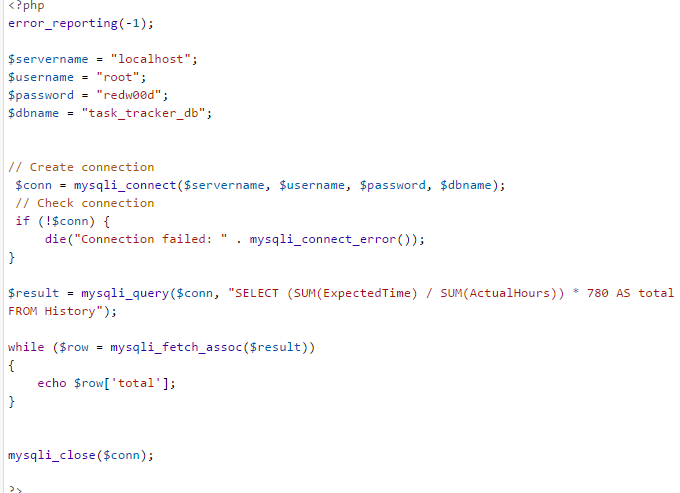 <?php
error_reporting(-1);
$servername = "localhost";
$username = "root";
$password = "redw00d";
$dbname = "task_tracker_db";
// Create connection
$conn = mysqli_connect($servername, $username, $password, $dbname);
// Check connection
if (!$conn) {
die("Connection failed: " . mysqli_connect_error());
}
$result = mysqli_query($conn, "SELECT (SUM(ExpectedTime) / SUM(ActualHours)) * 780 AS total
FROM History");
while ($row = mysqli_fetch_assoc($result))
{
echo $row['total'];
}
mysqli_close($conn);
?>